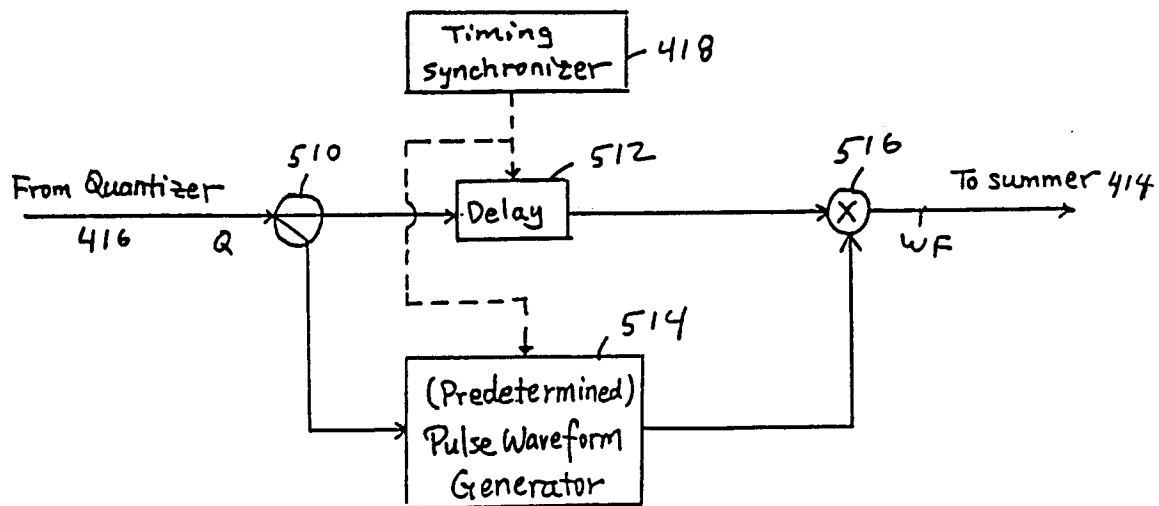 Timing
synchronizer
418
510
512
516
From Quantizer
To summer 414
Delay
X
416
Q
WF
514
(Predetermined)
Pulse Waveform
Generator